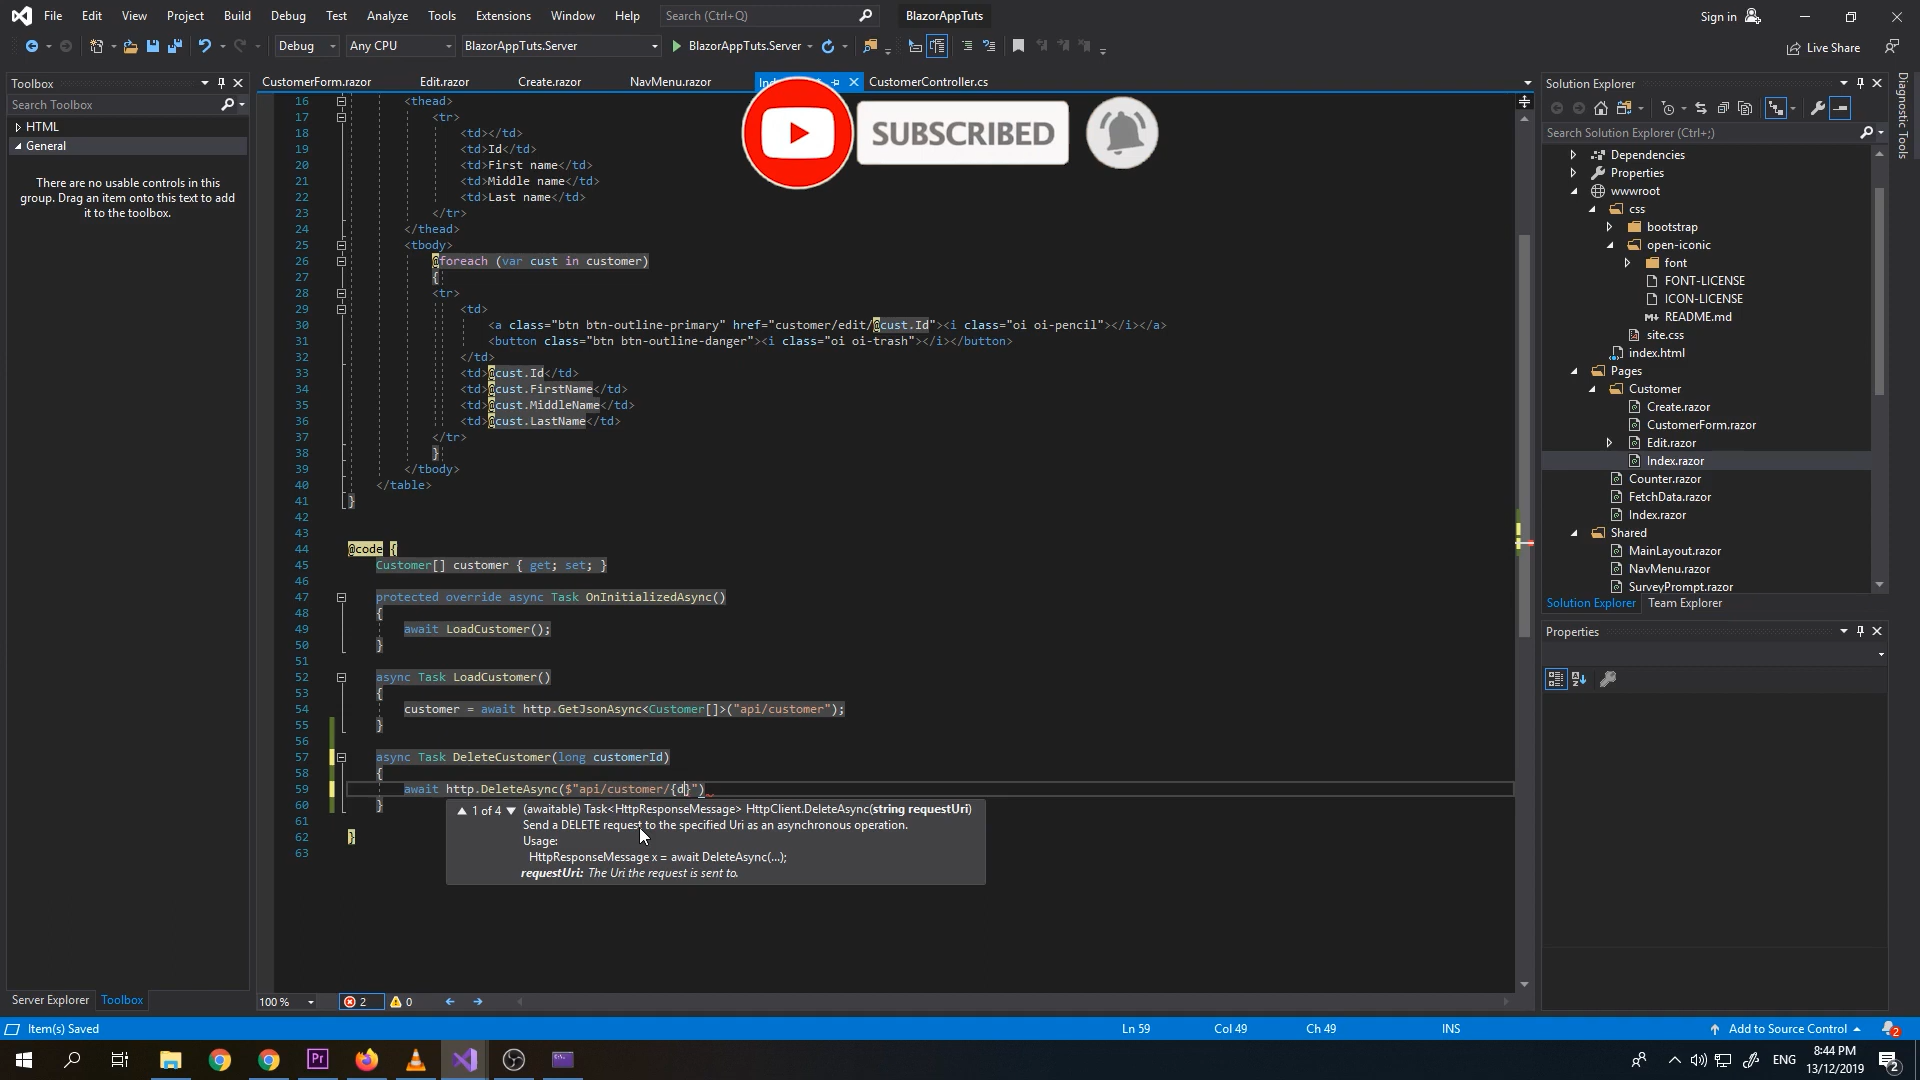 File Edit View Project Build Debug Test Analyze Tools Extensions Window Help Search (Ctrl+Q) BlazorAppTuts Sign in
Debug Any CPU BlazorAppTuts.Server BlazorAppTuts.Server Live Share
Toolbox
Search Toolbox
HTML
General
There are no usable controls in this
group. Drag an item onto this text to add
it to the toolbox.
Server Explorer Toolbox
CustomerForm.razor Edit.razor Create.razor NavMenu.razor CustomerController.cs
SUBSCRIBED
16 <thead>
17 <tr>
18 <td></td>
19 <td>Id</td>
20 <td>First name</td>
21 <td>Middle name</td>
22 <td>Last name</td>
23 </tr>
24 </thead>
25 <tbody>
26 @foreach (var cust in customer)
27 {
28 <tr>
29 <td>
30 <a class="btn btn-outline-primary" href="customer/edit/@cust.Id"><i class="oi oi-pencil"></i></a>
31 <button class="btn btn-outline-danger"><i class="oi oi-trash"></i></button>
32 </td>
33 <td>@cust.Id</td>
34 <td>@cust.FirstName</td>
35 <td>@cust.MiddleName</td>
36 <td>@cust.LastName</td>
37 </tr>
38 }
39 </tbody>
40 </table>
41 }
42
43
44 @code {
45 Customer[] customer { get; set; }
46
47 protected override async Task OnInitializedAsync()
48 {
49 await LoadCustomer();
50 }
51
52 async Task LoadCustomer()
53 {
54 customer = await http.GetJsonAsync<Customer[]>("api/customer");
55 }
56
57 async Task DeleteCustomer(long customerId)
58 {
59 await http.DeleteAsync($"api/customer/{d}")
60 }
61
62 }
63
1 of 4 (awaitable) Task<HttpResponseMessage> HttpClient.DeleteAsync(string requestUri)
Send a DELETE request to the specified Uri as an asynchronous operation.
Usage:
HttpResponseMessage x = await DeleteAsync(...);
requestUri: The Uri the request is sent to.
100 % 2 0
Solution Explorer
Search Solution Explorer (Ctrl+;)
Dependencies
Properties
wwwroot
css
bootstrap
open-iconic
font
FONT-LICENSE
ICON-LICENSE
README.md
site.css
index.html
Pages
Customer
Create.razor
CustomerForm.razor
Edit.razor
Index.razor
Counter.razor
FetchData.razor
Index.razor
Shared
MainLayout.razor
NavMenu.razor
SurveyPrompt.razor
Solution Explorer Team Explorer
Properties
Diagnostic Tools
Item(s) Saved Ln 59 Col 49 Ch 49 INS Add to Source Control 2
Pr ENG 8:44 PM
13/12/2019 2